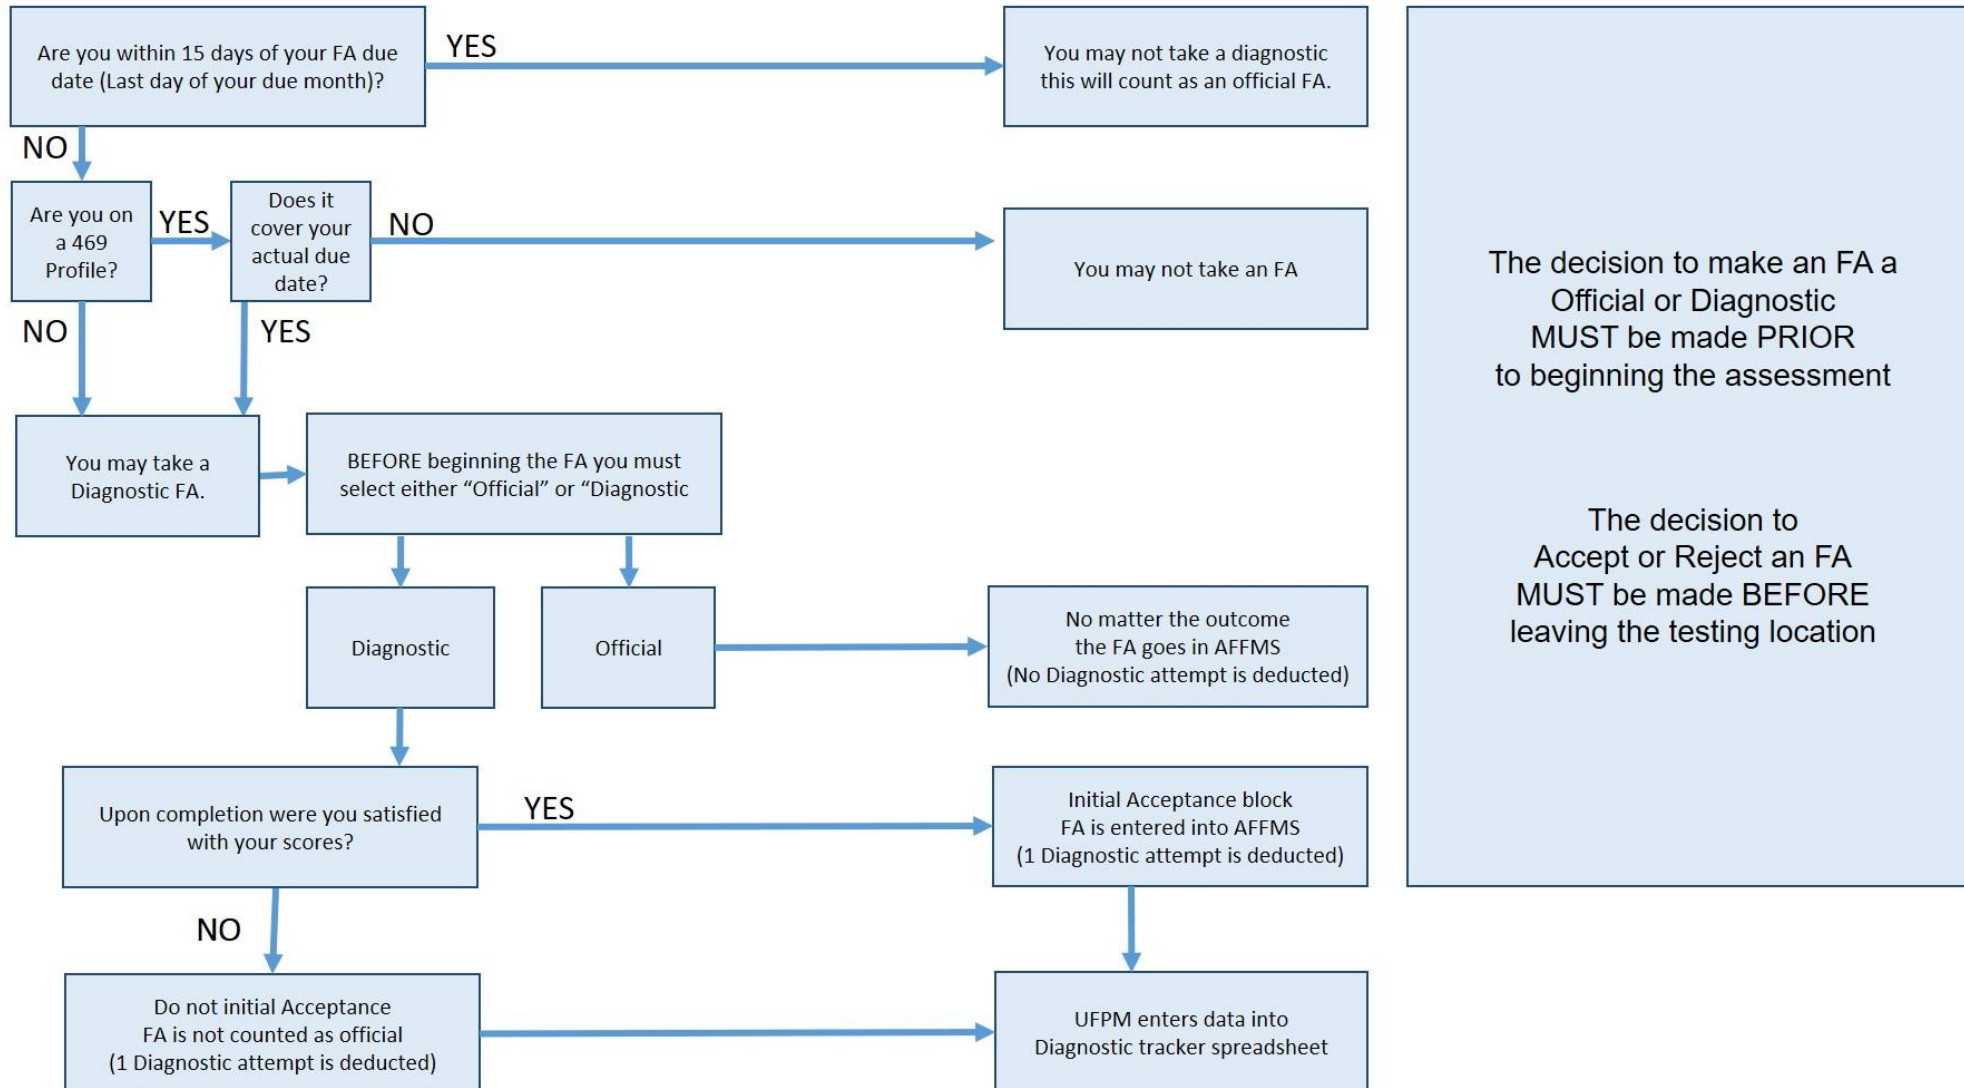 Are you within 15 days of your FA due
date (Last day of your due month)?
YES
You may not take a diagnostic
this will count as an official FA.
NO
Are you on
a 469
Profile?
YES
Does it
cover your
actual due
date?
NO
You may not take an FA
NO
YES
You may take a
Diagnostic FA.
BEFORE beginning the FA you must
select either “Official” or “Diagnostic
Diagnostic
Official
No matter the outcome
the FA goes in AFFMS
(No Diagnostic attempt is deducted)
Upon completion were you satisfied
with your scores?
YES
Initial Acceptance block
FA is entered into AFFMS
(1 Diagnostic attempt is deducted)
NO
Do not initial Acceptance
FA is not counted as official
(1 Diagnostic attempt is deducted)
UFPM enters data into
Diagnostic tracker spreadsheet
The decision to make an FA a
Official or Diagnostic
MUST be made PRIOR
to beginning the assessment
The decision to
Accept or Reject an FA
MUST be made BEFORE
leaving the testing location